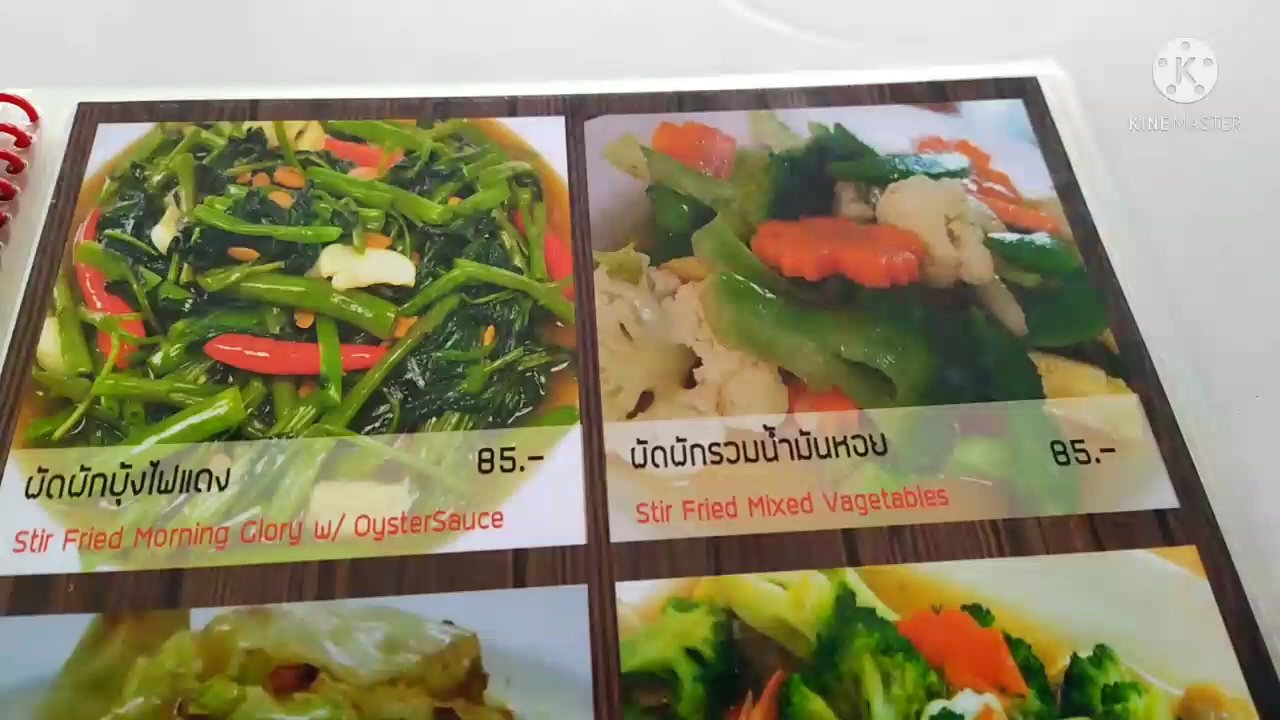 KINEMASTER
ผัดผักบุ้งไฟแดง 85.-
Stir Fried Morning Glory w/ OysterSauce
ผัดผักรวมน้ำมันหอย 85.-
Stir Fried Mixed Vagetables